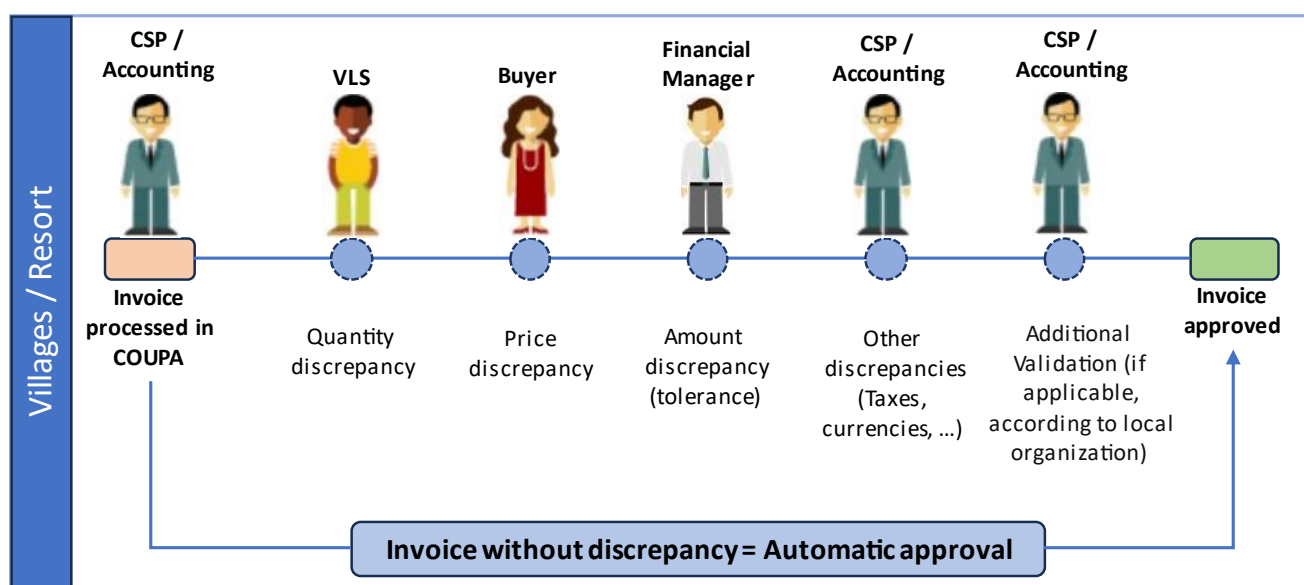 Villages / Resort
CSP /
Accounting
VLS
Buyer
Financial
Manager
CSP /
Accounting
CSP /
Accounting
Invoice
processed in
COUPA
Quantity
discrepancy
Price
discrepancy
Amount
discrepancy
(tolerance)
Other
discrepancies
(Taxes,
currencies, ...)
Additional
Validation (if
applicable,
according to local
organization)
Invoice
approved
Invoice without discrepancy = Automatic approval